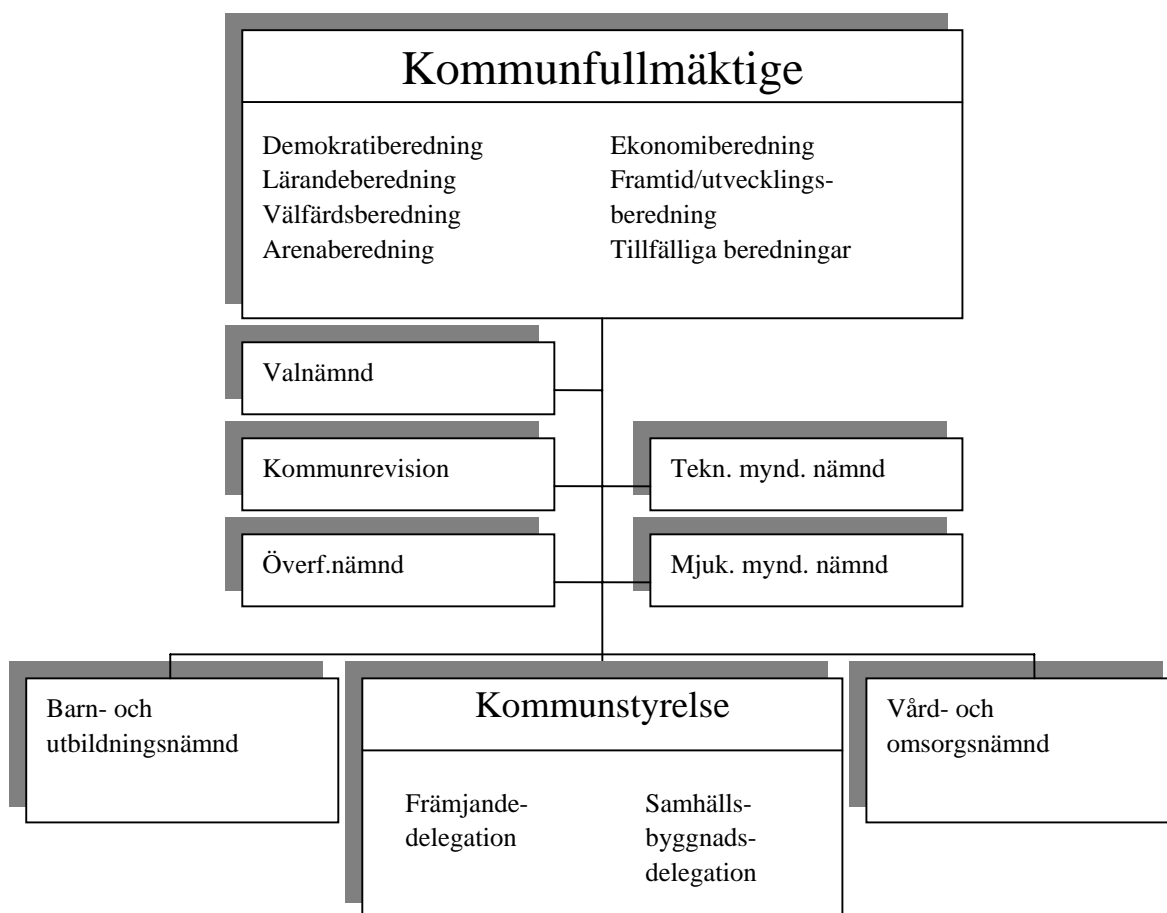 Kommunfullmäktige
Demokratiberedning
Lärandeberedning
Välfärdsberedning
Arenaberedning
Ekonomiberedning
Framtid/utvecklings-
beredning
Tillfälliga beredningar
Valnämnd
Kommunrevision
Tekn. mynd. nämnd
Överf.nämnd
Mjuk. mynd. nämnd
Barn- och
utbildningsnämnd
Kommunstyrelse
Främjande-
delegation
Samhälls-
byggnads-
delegation
Vård- och
omsorgsnämnd